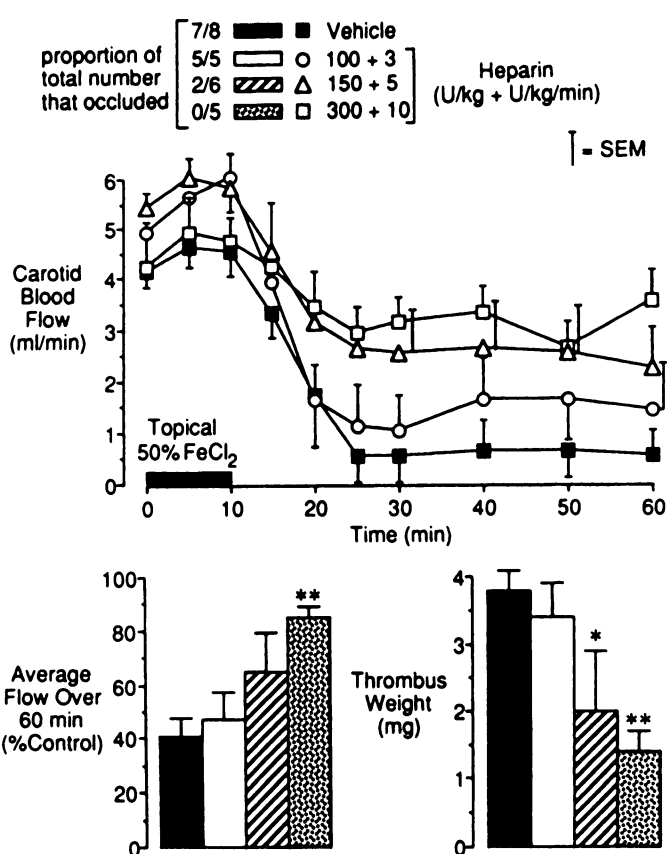 proportion of
total number
that occluded
7/8 Vehicle
5/5 100 + 3
2/6 150 + 5
0/5 300 + 10
Heparin
(U/kg + U/kg/min)
= SEM
Carotid
Blood
Flow
(ml/min)
6
5
4
3
2
1
0
Topical
50% FeCl2
0 10 20 30 40 50 60
Time (min)
Average
Flow Over
60 min
(%Control)
100
80
60
40
20
0
**
Thrombus
Weight
(mg)
4
3
2
1
0
*
**